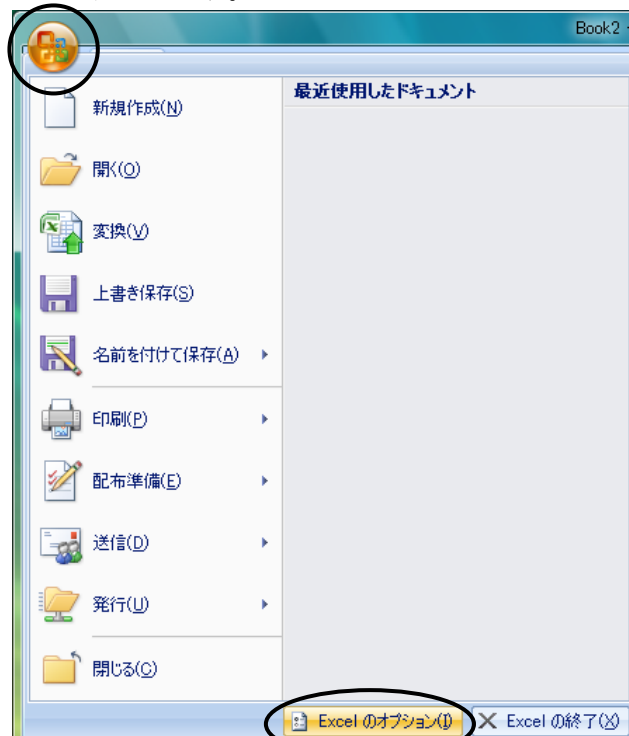 Book2
最近使用したドキュメント
新規作成(N)
開く(O)
変換(V)
上書き保存(S)
名前を付けて保存(A)
印刷(P)
配布準備(E)
送信(D)
発行(U)
閉じる(C)
Excel のオプション(I)
Excel の終了(X)